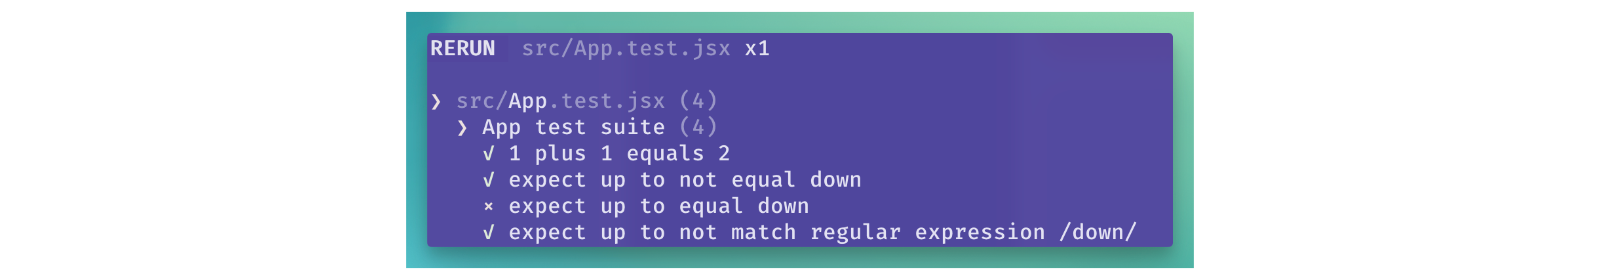 RERUN  src/App.test.jsx x1
❯ src/App.test.jsx (4)
❯ App test suite (4)
√ 1 plus 1 equals 2
√ expect up to not equal down
× expect up to equal down
√ expect up to not match regular expression /down/